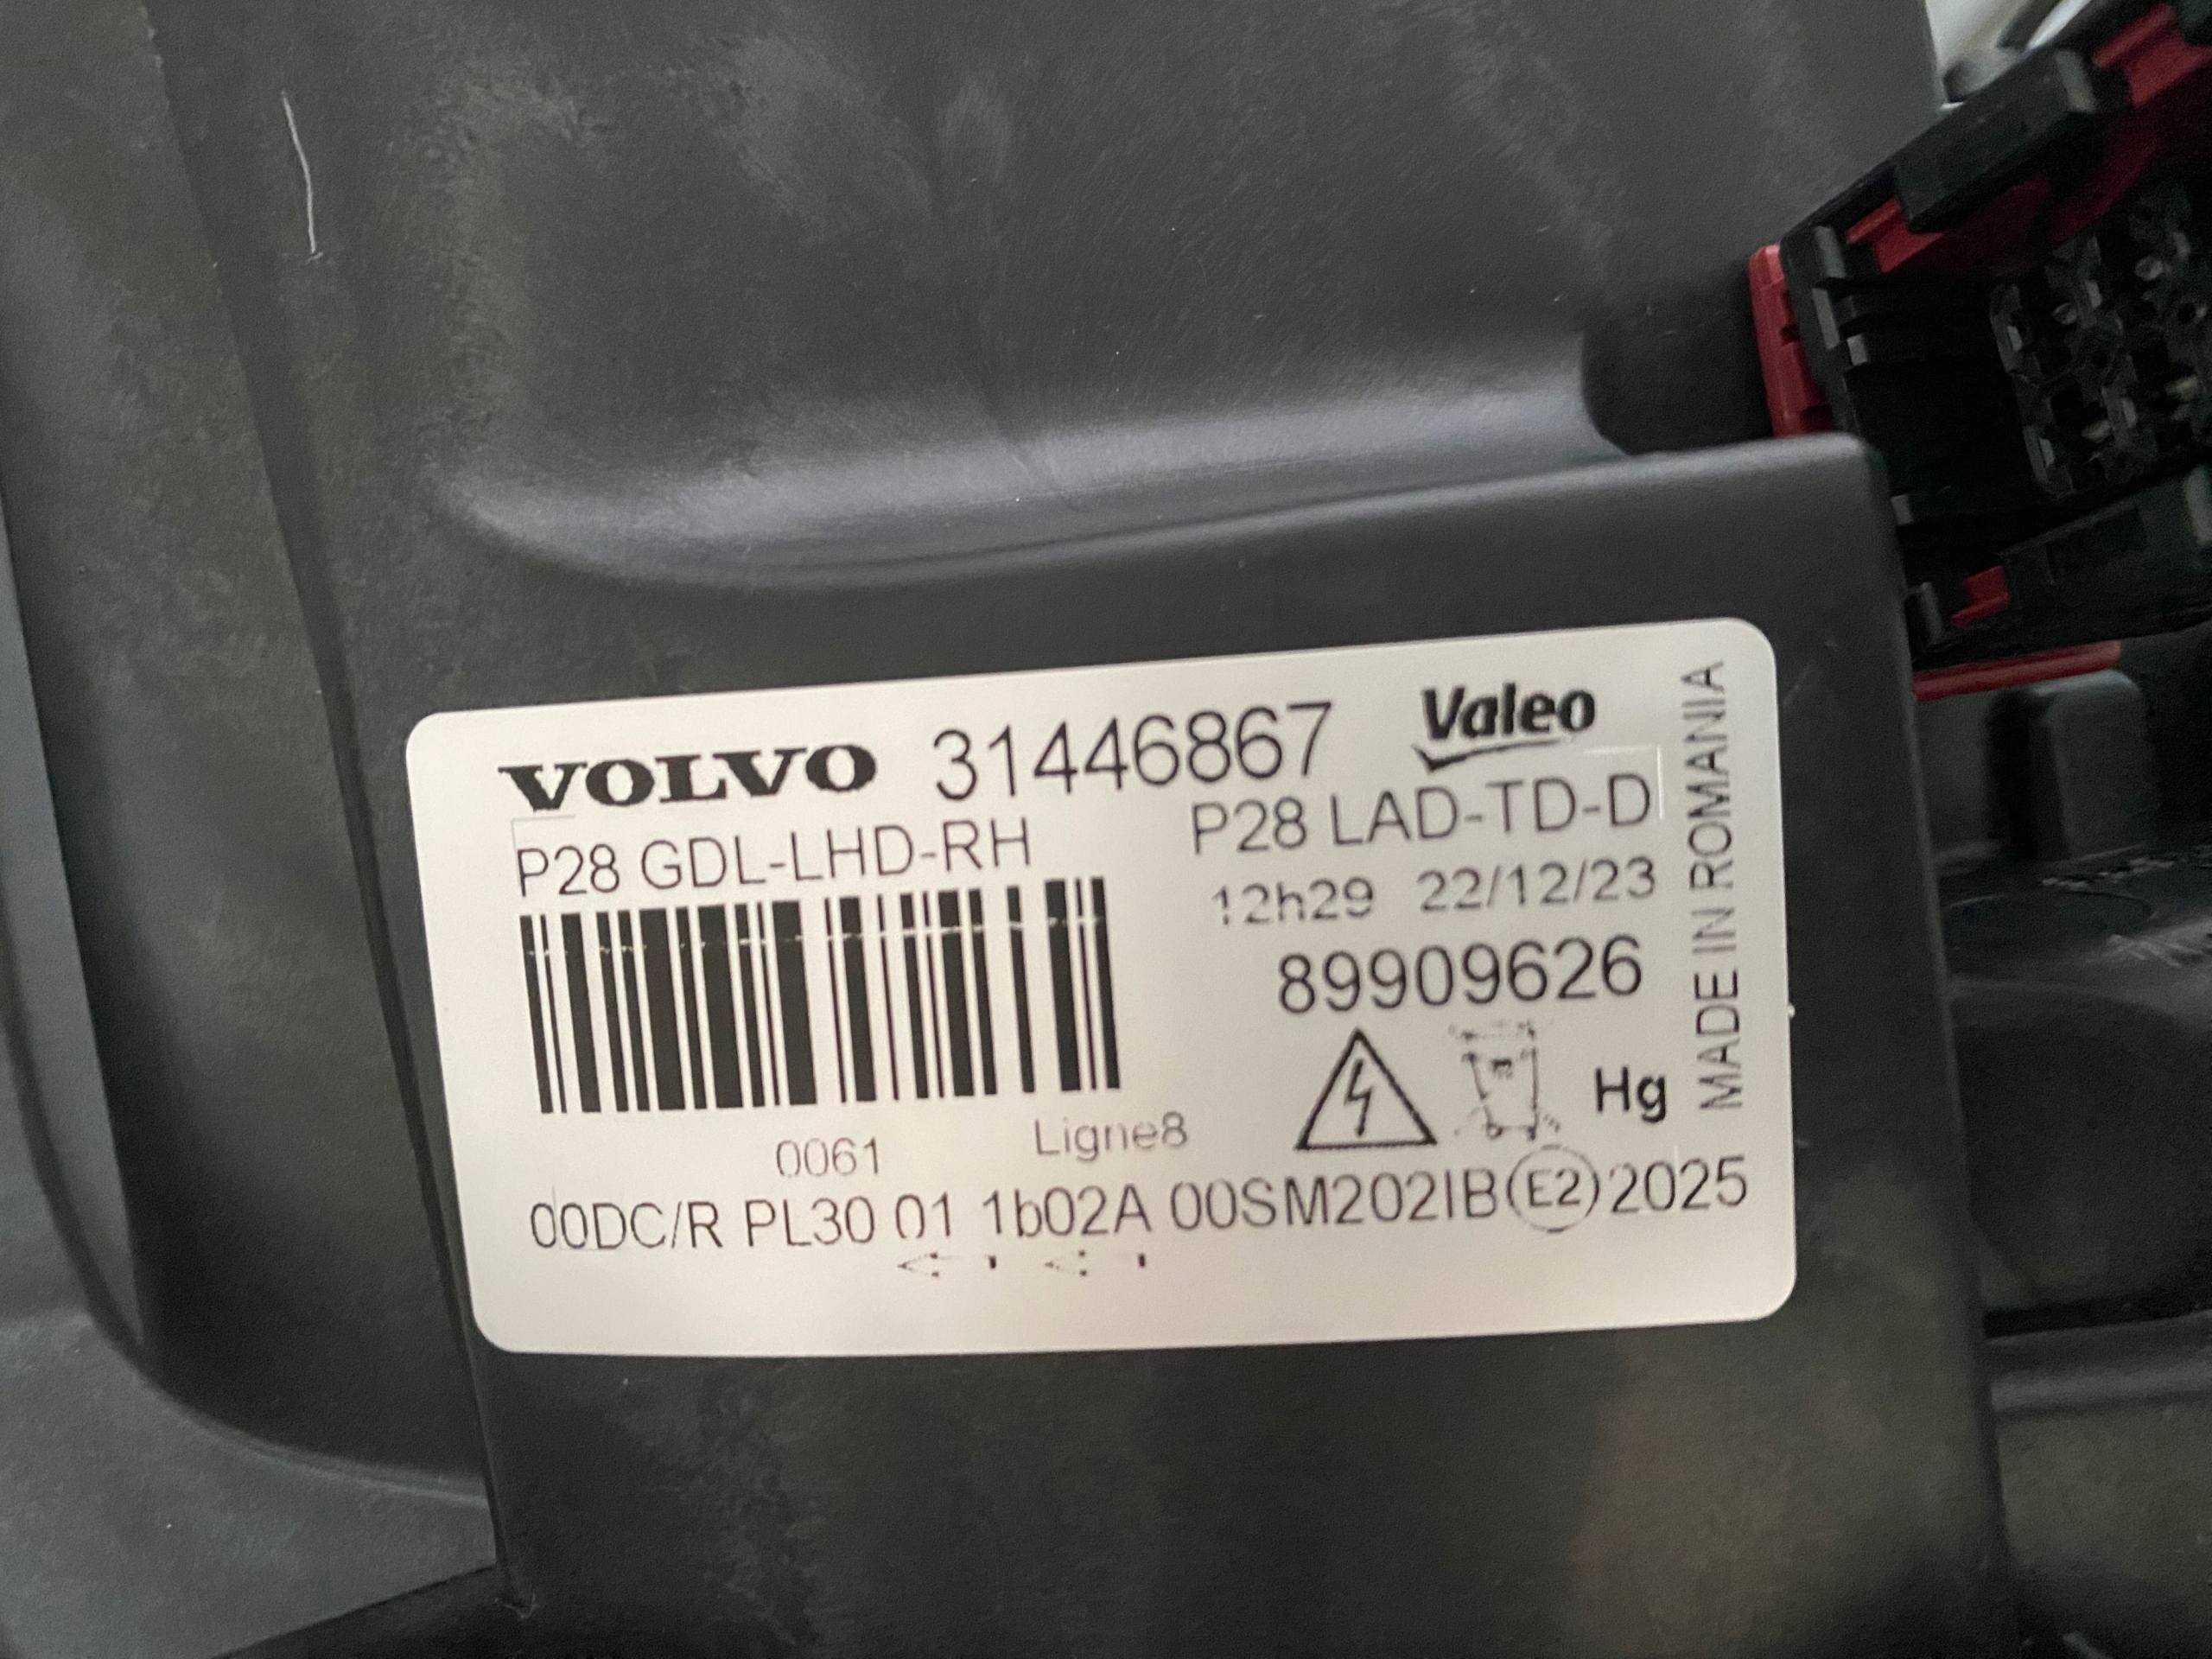 VOLVO 31446867 Valeo
P28 GDL-LHD-RH P28 LAD-TD-D
12h29 22/12/23
89909626
Hg
0061 Ligne8
00DC/R PL30 01 1b02A 00SM202IB E2 2025
MADE IN ROMANIA